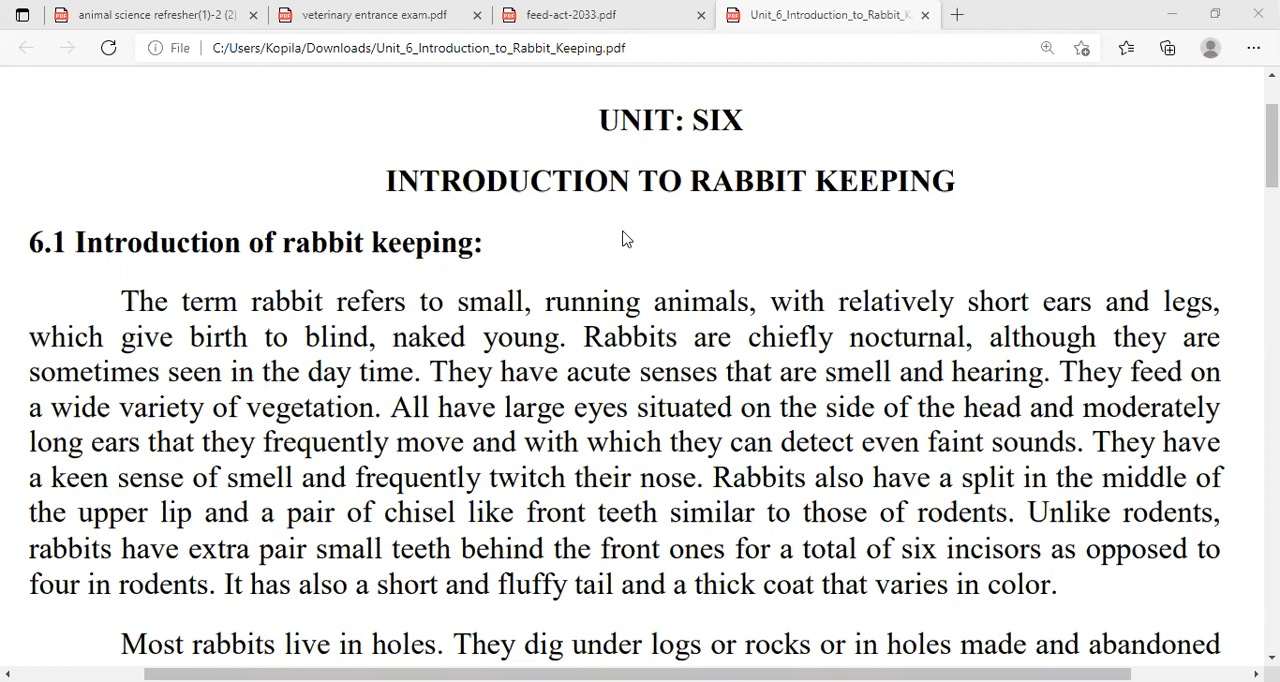 animal science refresher(1)-2 (2)
veterinary entrance exam.pdf
feed-act-2033.pdf
Unit_6_Introduction_to_Rabbit_K
File
C:/Users/Kopila/Downloads/Unit_6_Introduction_to_Rabbit_Keeping.pdf
UNIT: SIX
INTRODUCTION TO RABBIT KEEPING
6.1 Introduction of rabbit keeping:
The term rabbit refers to small, running animals, with relatively short ears and legs,
which give birth to blind, naked young. Rabbits are chiefly nocturnal, although they are
sometimes seen in the day time. They have acute senses that are smell and hearing. They feed on
a wide variety of vegetation. All have large eyes situated on the side of the head and moderately
long ears that they frequently move and with which they can detect even faint sounds. They have
a keen sense of smell and frequently twitch their nose. Rabbits also have a split in the middle of
the upper lip and a pair of chisel like front teeth similar to those of rodents. Unlike rodents,
rabbits have extra pair small teeth behind the front ones for a total of six incisors as opposed to
four in rodents. It has also a short and fluffy tail and a thick coat that varies in color.
Most rabbits live in holes. They dig under logs or rocks or in holes made and abandoned